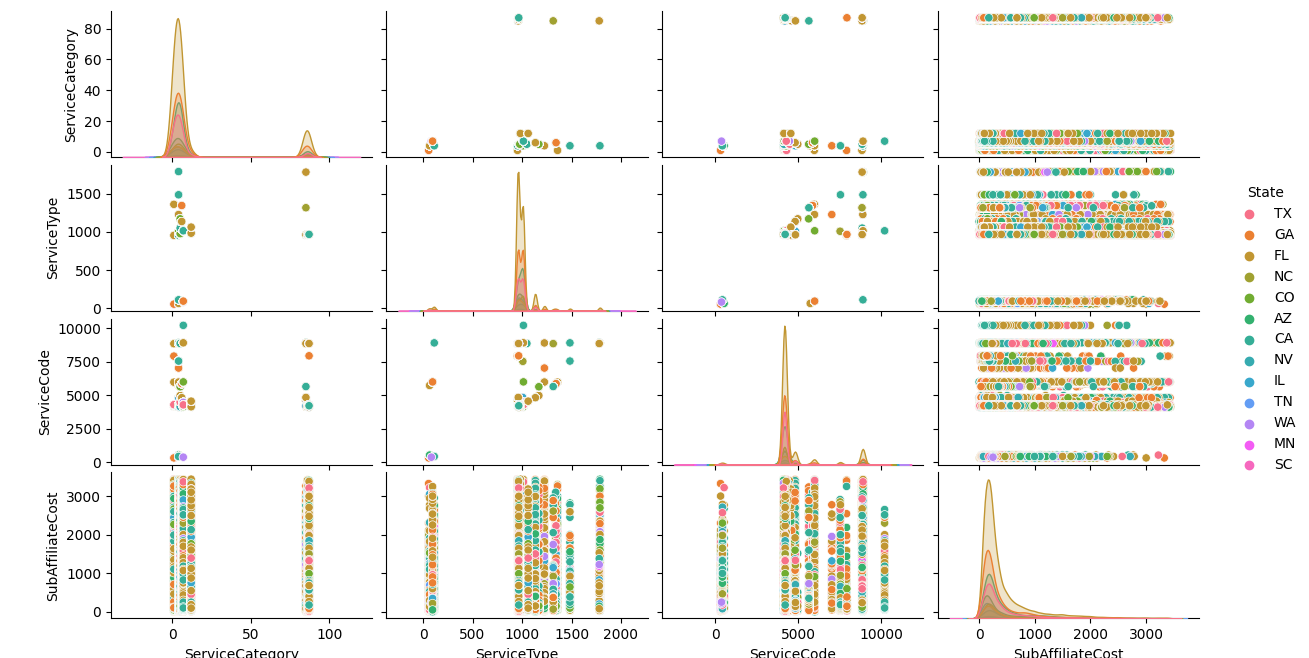 ServiceCategory
80
60
40
20
0
ServiceType
1500
1000
500
0
ServiceCode
10000
7500
5000
2500
0
SubAffiliateCost
3000
2000
1000
0
0 50 100
ServiceCategory
0 500 1000 1500 2000
ServiceType
0 5000 10000
ServiceCode
0 1000 2000 3000
SubAffiliateCost
State
TX
GA
FL
NC
CO
AZ
CA
NV
IL
TN
WA
MN
SC